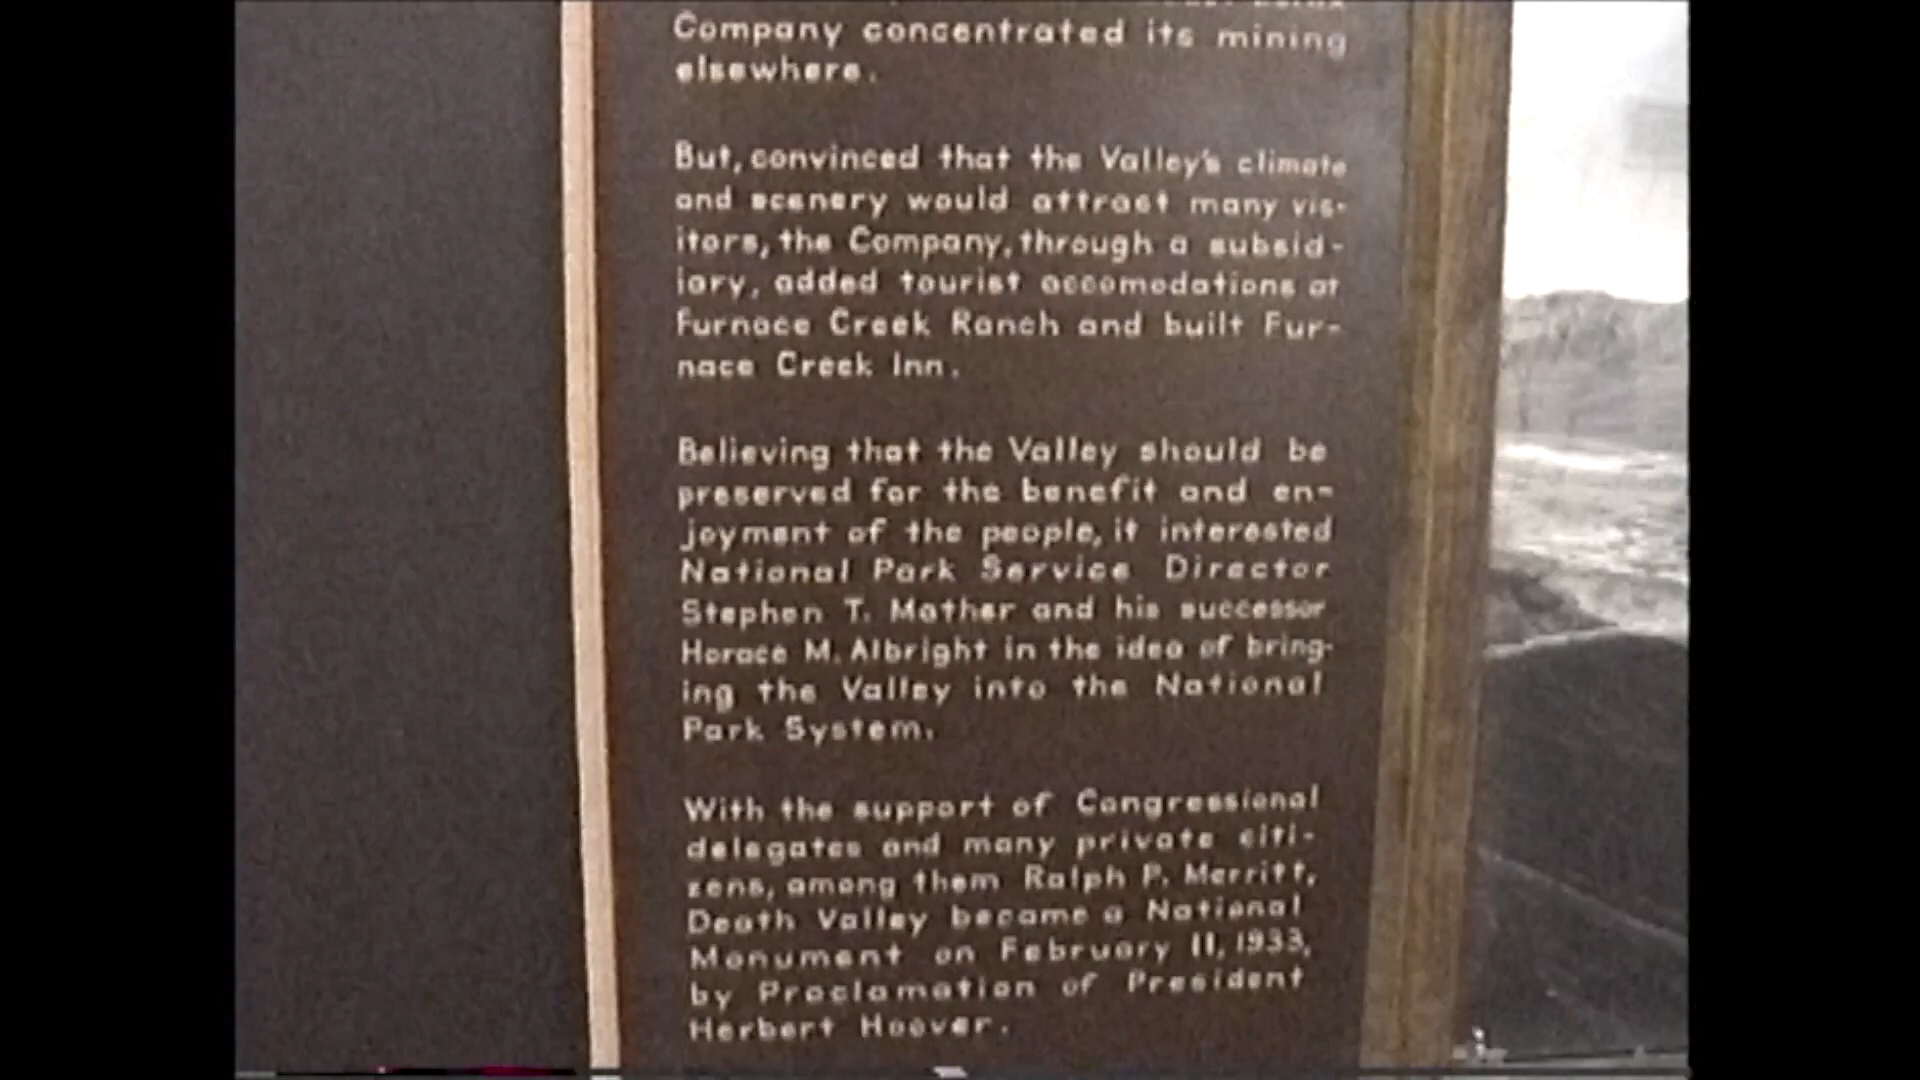 Company concentrated its mining
elsewhere.
But, convinced that the Valley's climate
and scenery would attract many vis-
itors, the Company, through a subsid-
iary, added tourist accomodations at
Furnace Creek Ranch and built Fur-
nace Creek Inn.
Believing that the Valley should be
preserved for the benefit and en-
joyment of the people, it interested
National Park Service Director
Stephen T. Mather and his successor
Horace M. Albright in the idea of bring-
ing the Valley into the National
Park System.
With the support of Congressional
delegates and many private citi-
zens, among them Ralph P. Merritt,
Death Valley became a National
Monument on February 11, 1933,
by Proclamation of President
Herbert Hoover.